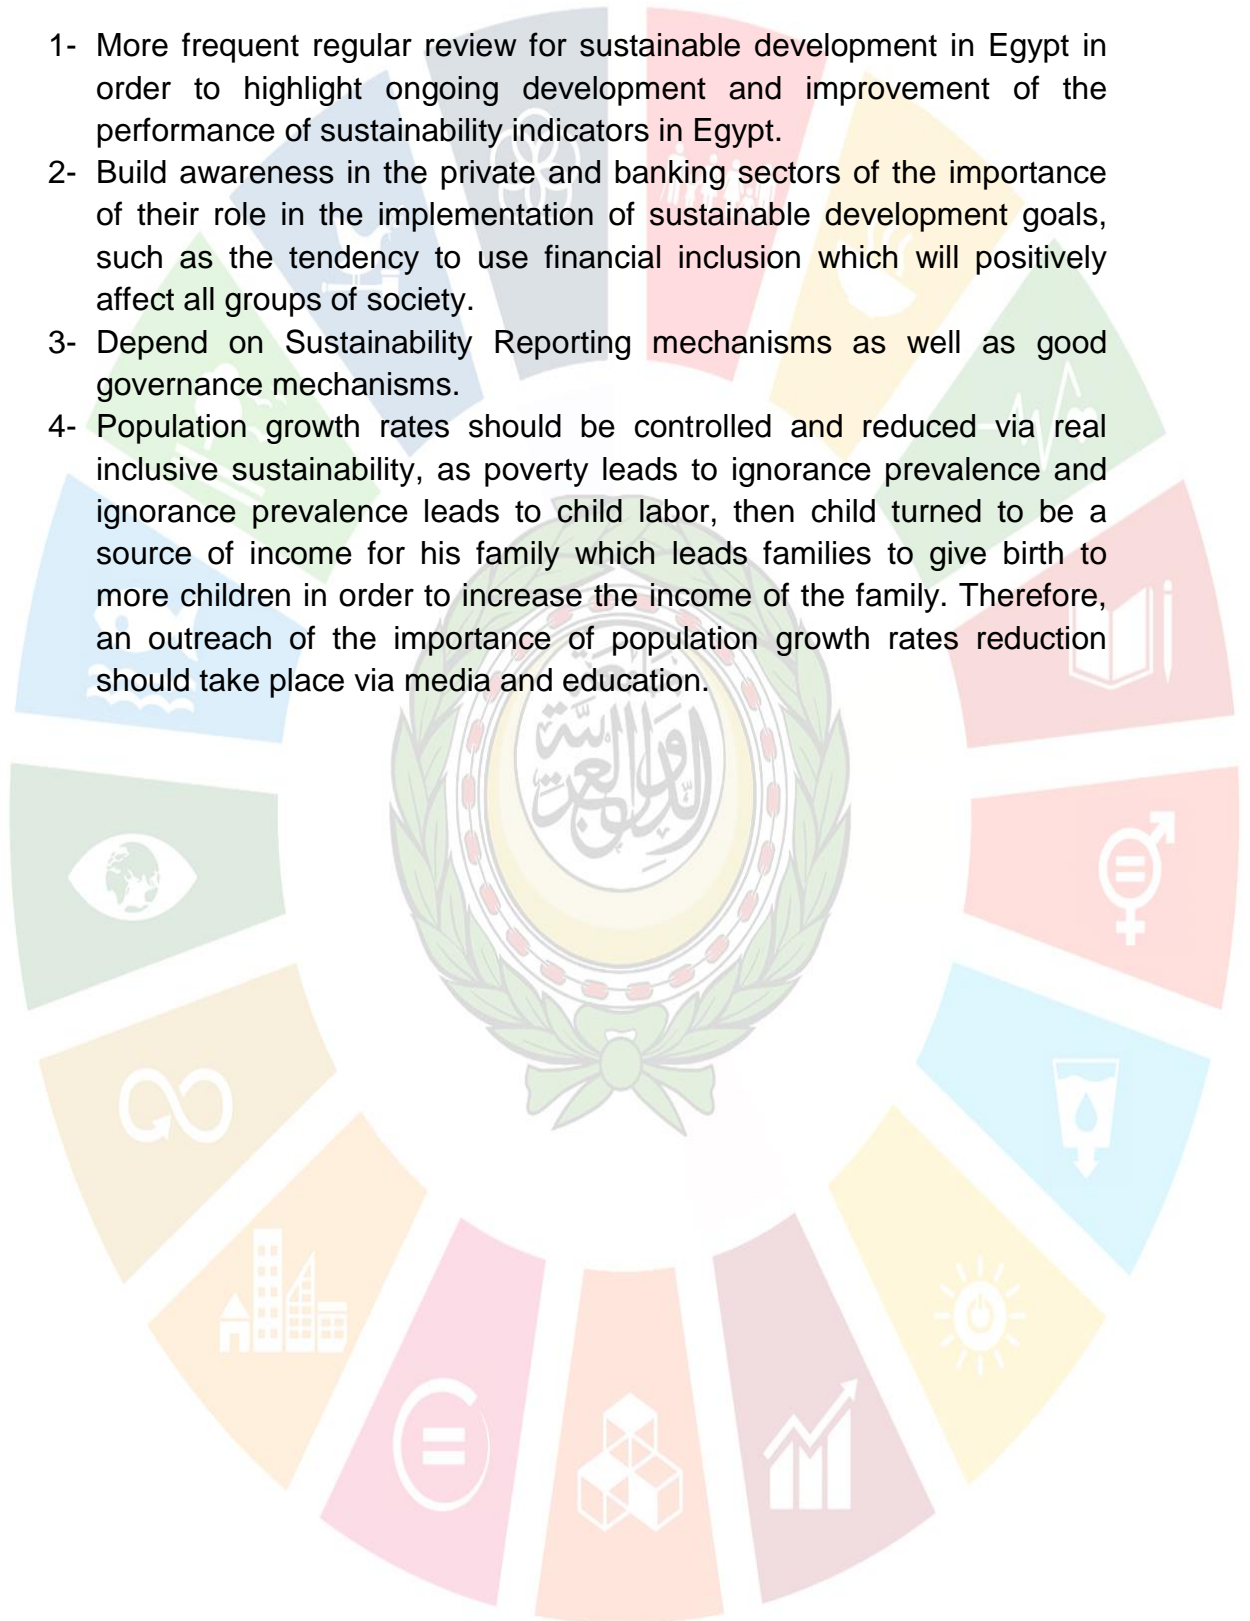 1- More frequent regular review for sustainable development in Egypt in
order to highlight ongoing development and improvement of the
performance of sustainability indicators in Egypt.
2- Build awareness in the private and banking sectors of the importance
of their role in the implementation of sustainable development goals,
such as the tendency to use financial inclusion which will positively
affect all groups of society.
3- Depend on Sustainability Reporting mechanisms as well as good
governance mechanisms.
4- Population growth rates should be controlled and reduced via real
inclusive sustainability, as poverty leads to ignorance prevalence and
ignorance prevalence leads to child labor, then child turned to be a
source of income for his family which leads families to give birth to
more children in order to increase the income of the family. Therefore,
an outreach of the importance of population growth rates reduction
should take place via media and education.
جامعة
الدول العربية